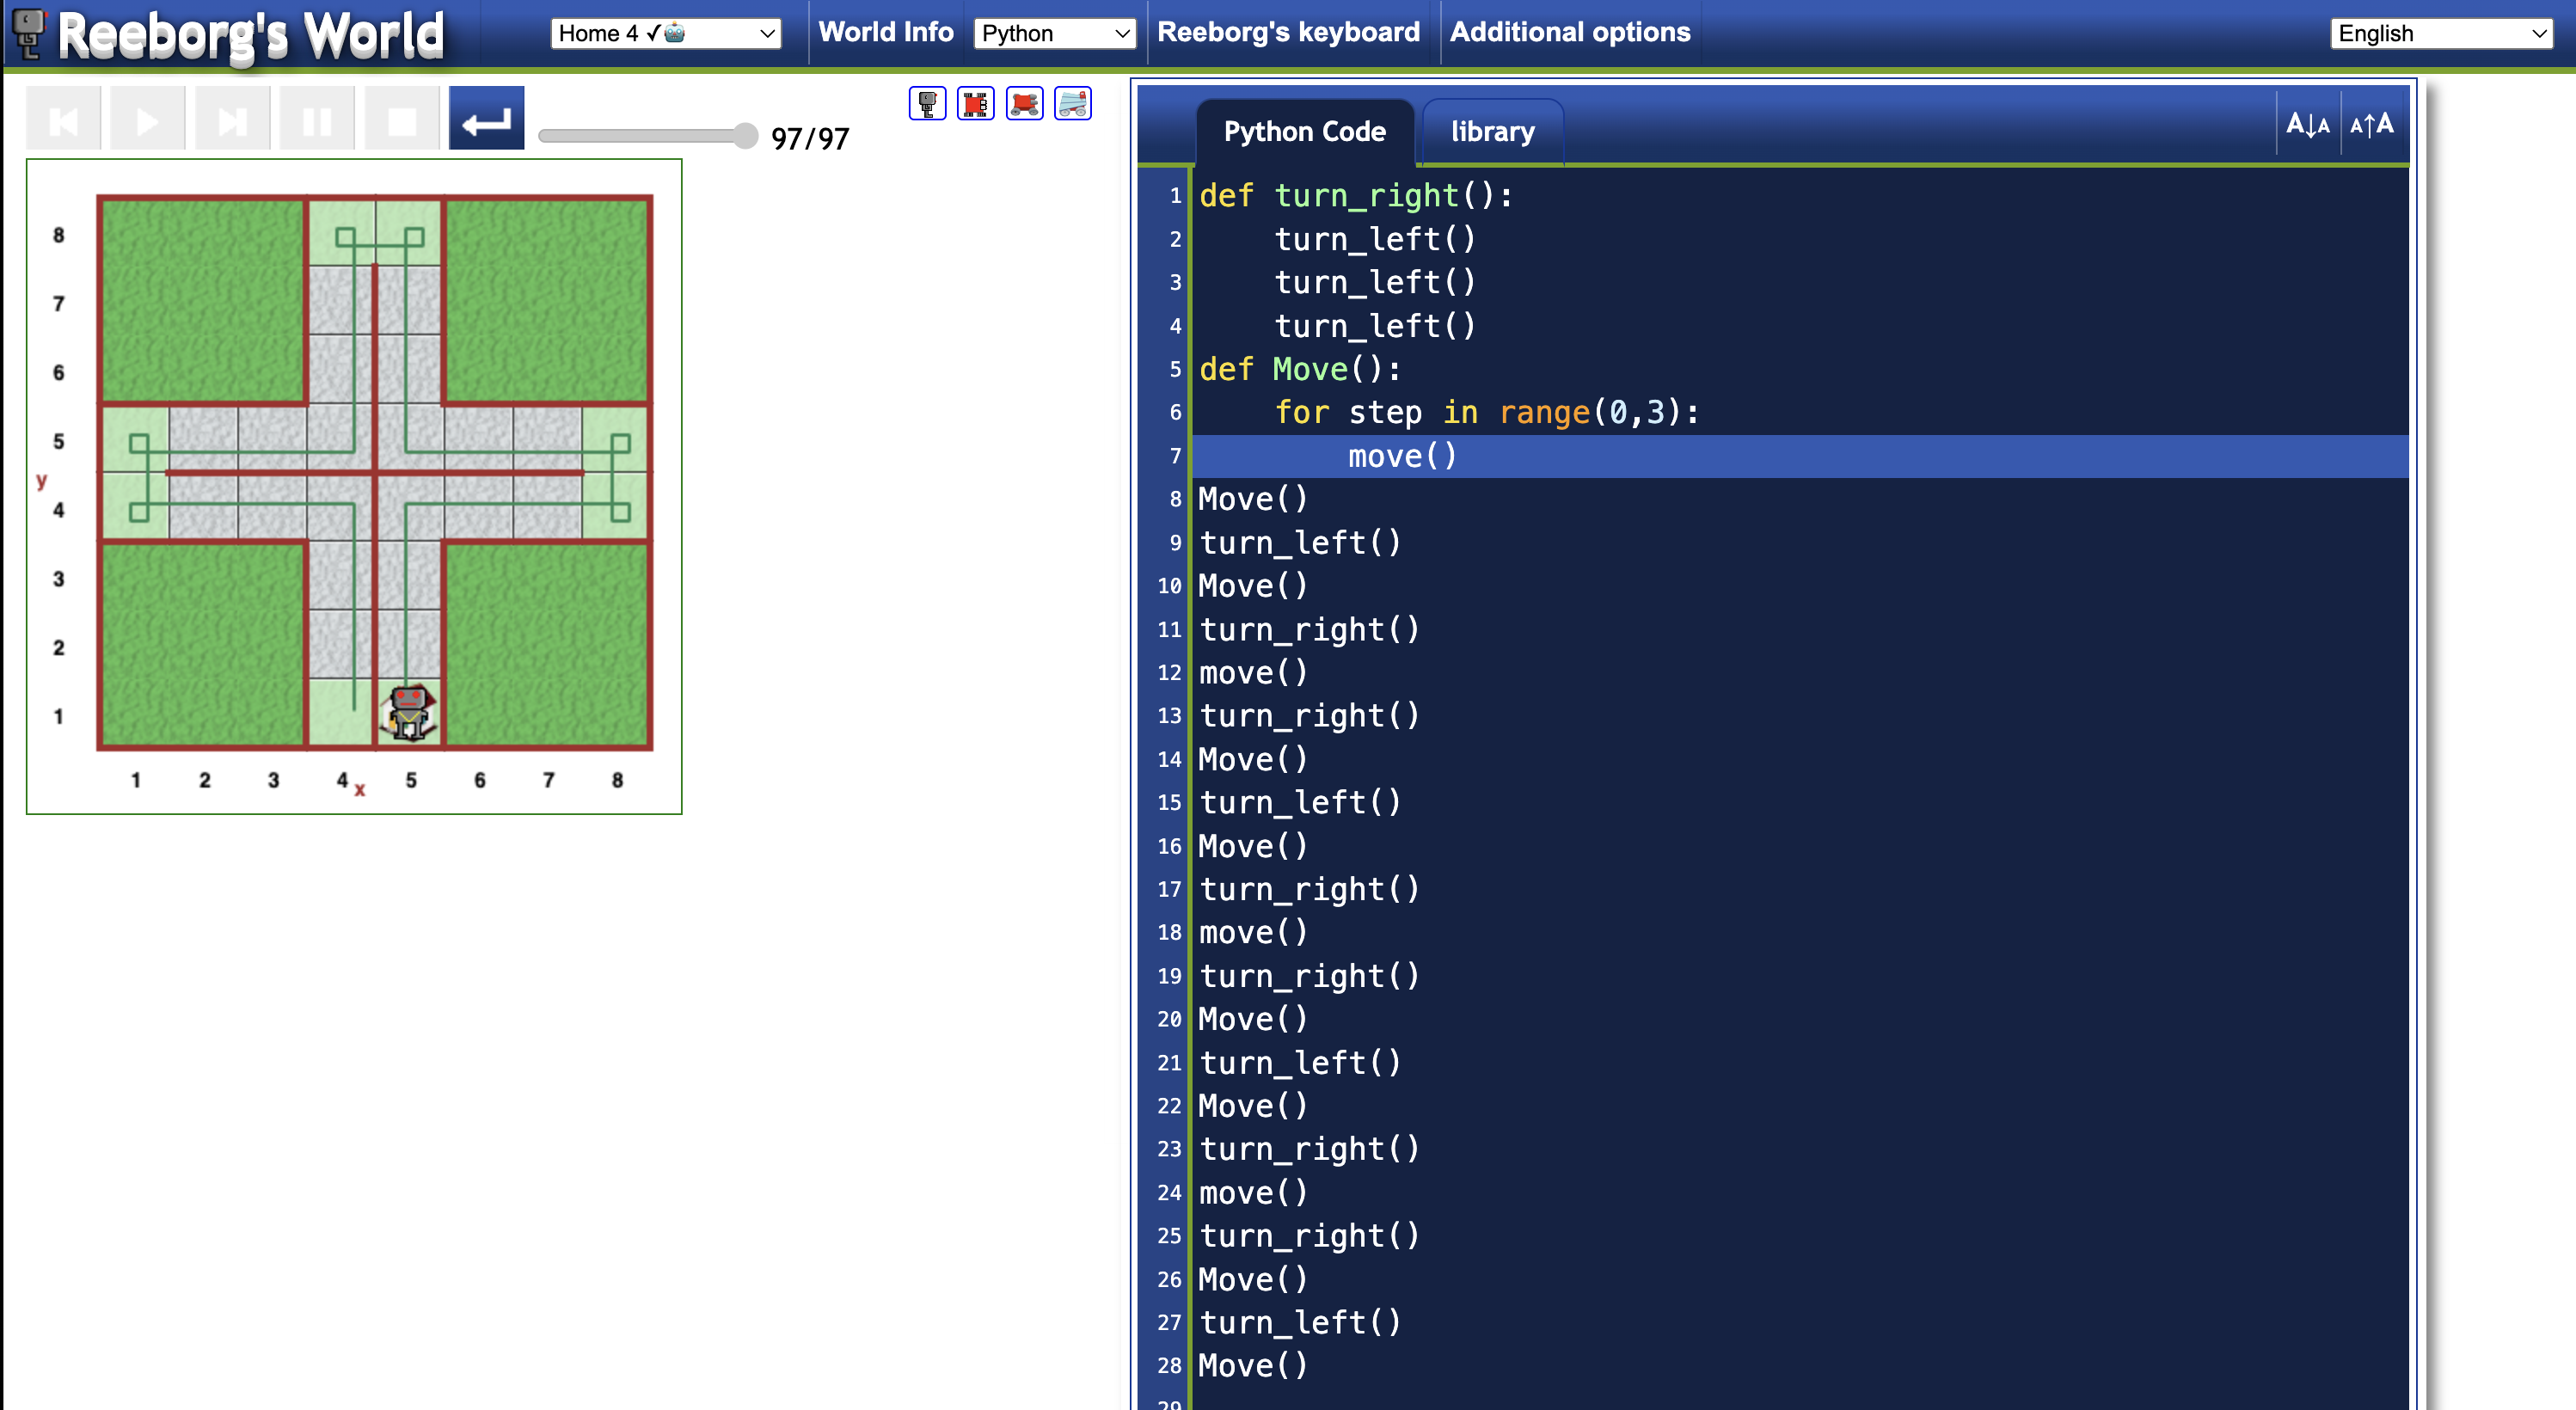 Reeborg's World
Home 4 ✓🤖
World Info
Python
Reeborg's keyboard
Additional options
English
97/97
8
7
6
5
y
4
3
2
1
1 2 3 4 x 5 6 7 8
Python Code
library
A↓A
A↑A
1 def turn_right():
2     turn_left()
3     turn_left()
4     turn_left()
5 def Move():
6     for step in range(0,3):
7         move()
8 Move()
9 turn_left()
10 Move()
11 turn_right()
12 move()
13 turn_right()
14 Move()
15 turn_left()
16 Move()
17 turn_right()
18 move()
19 turn_right()
20 Move()
21 turn_left()
22 Move()
23 turn_right()
24 move()
25 turn_right()
26 Move()
27 turn_left()
28 Move()
29